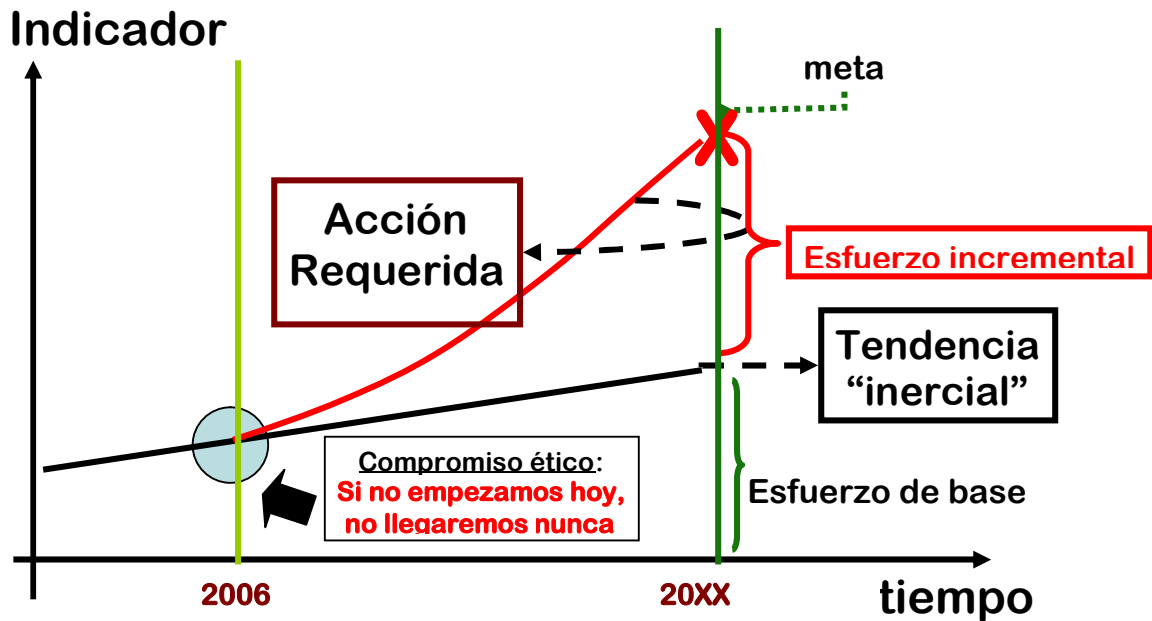 Indicador
meta
Acción
Requerida
Esfuerzo incremental
Tendencia
“inercial”
Compromiso ético:
Si no empezamos hoy,
no llegaremos nunca
Esfuerzo de base
2006
20XX
tiempo